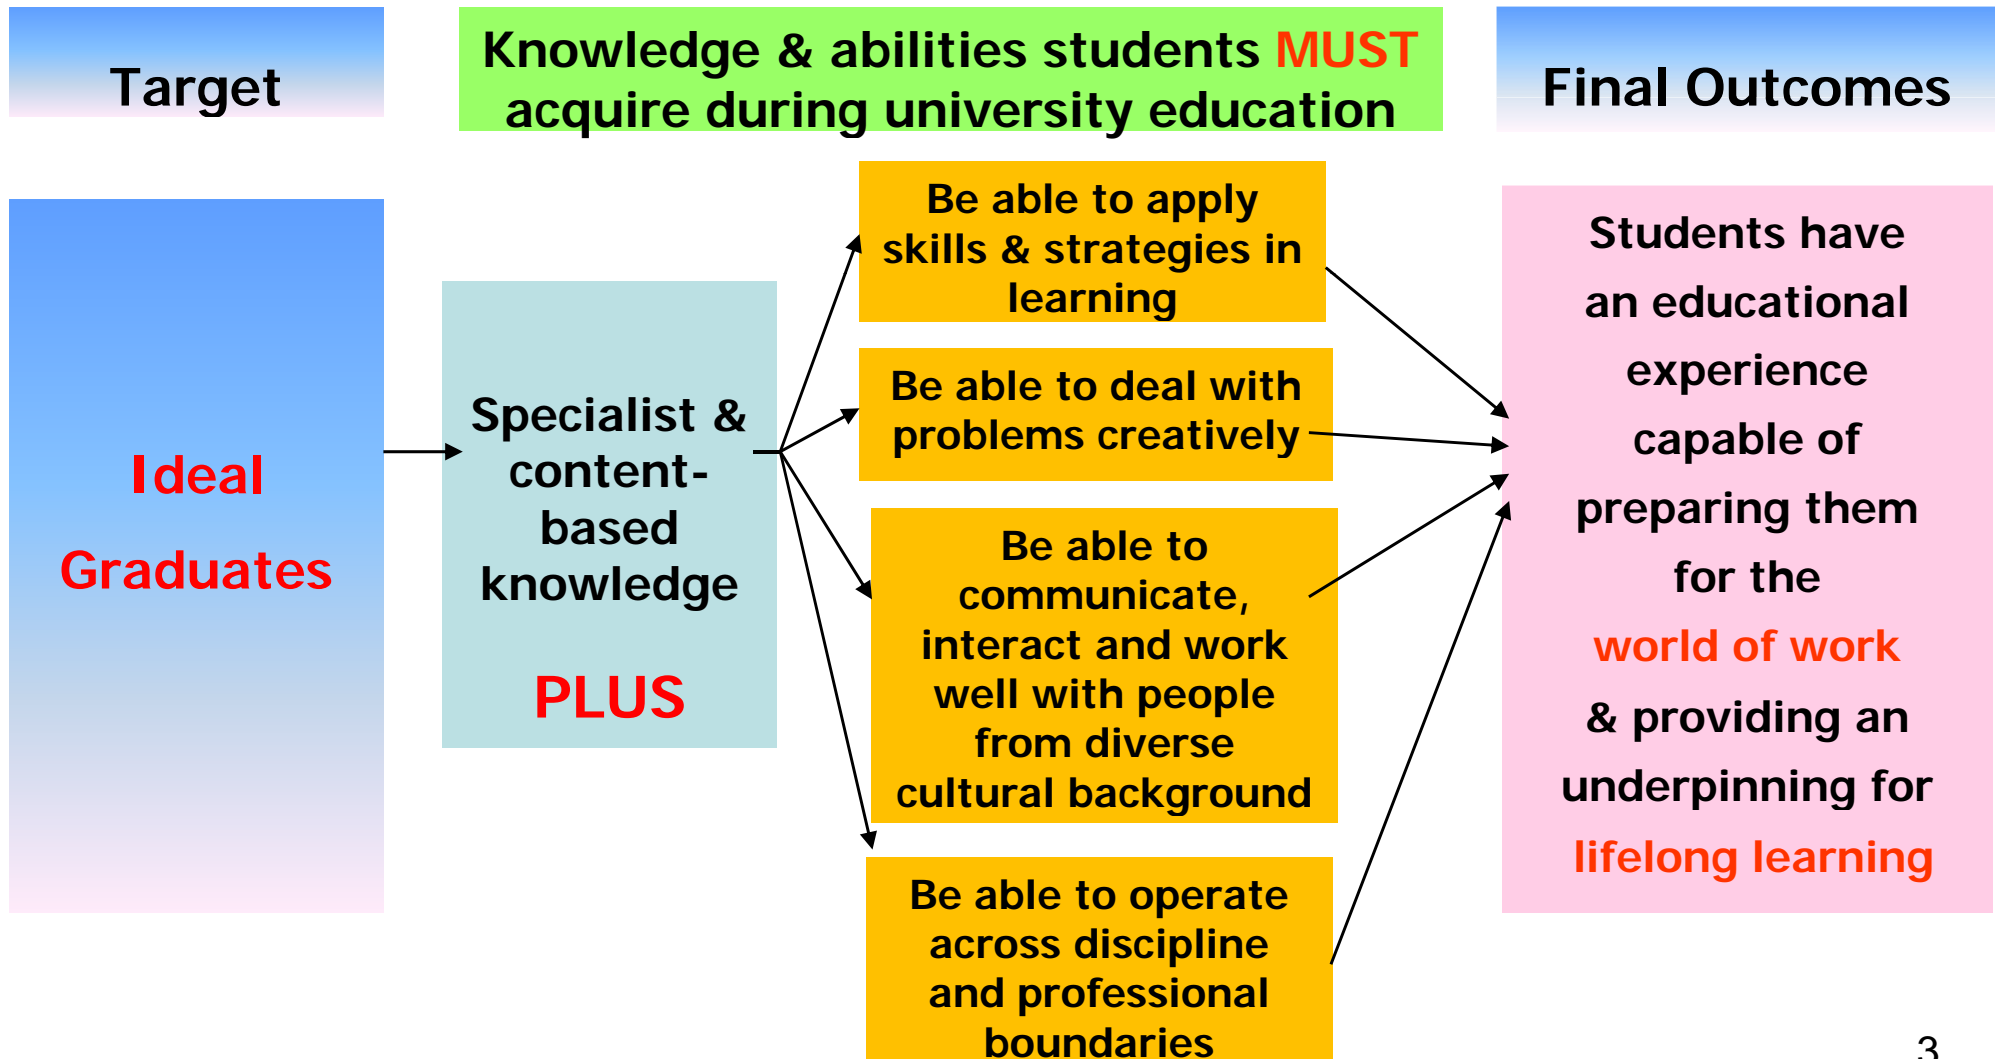 Target
Knowledge & abilities students MUST
acquire during university education
Final Outcomes
Ideal
Graduates
Specialist &
content-
based
knowledge
PLUS
Be able to apply
skills & strategies in
learning
Be able to deal with
problems creatively
Be able to
communicate,
interact and work
well with people
from diverse
cultural background
Be able to operate
across discipline
and professional
boundaries
Students have
an educational
experience
capable of
preparing them
for the
world of work
& providing an
underpinning for
lifelong learning
3